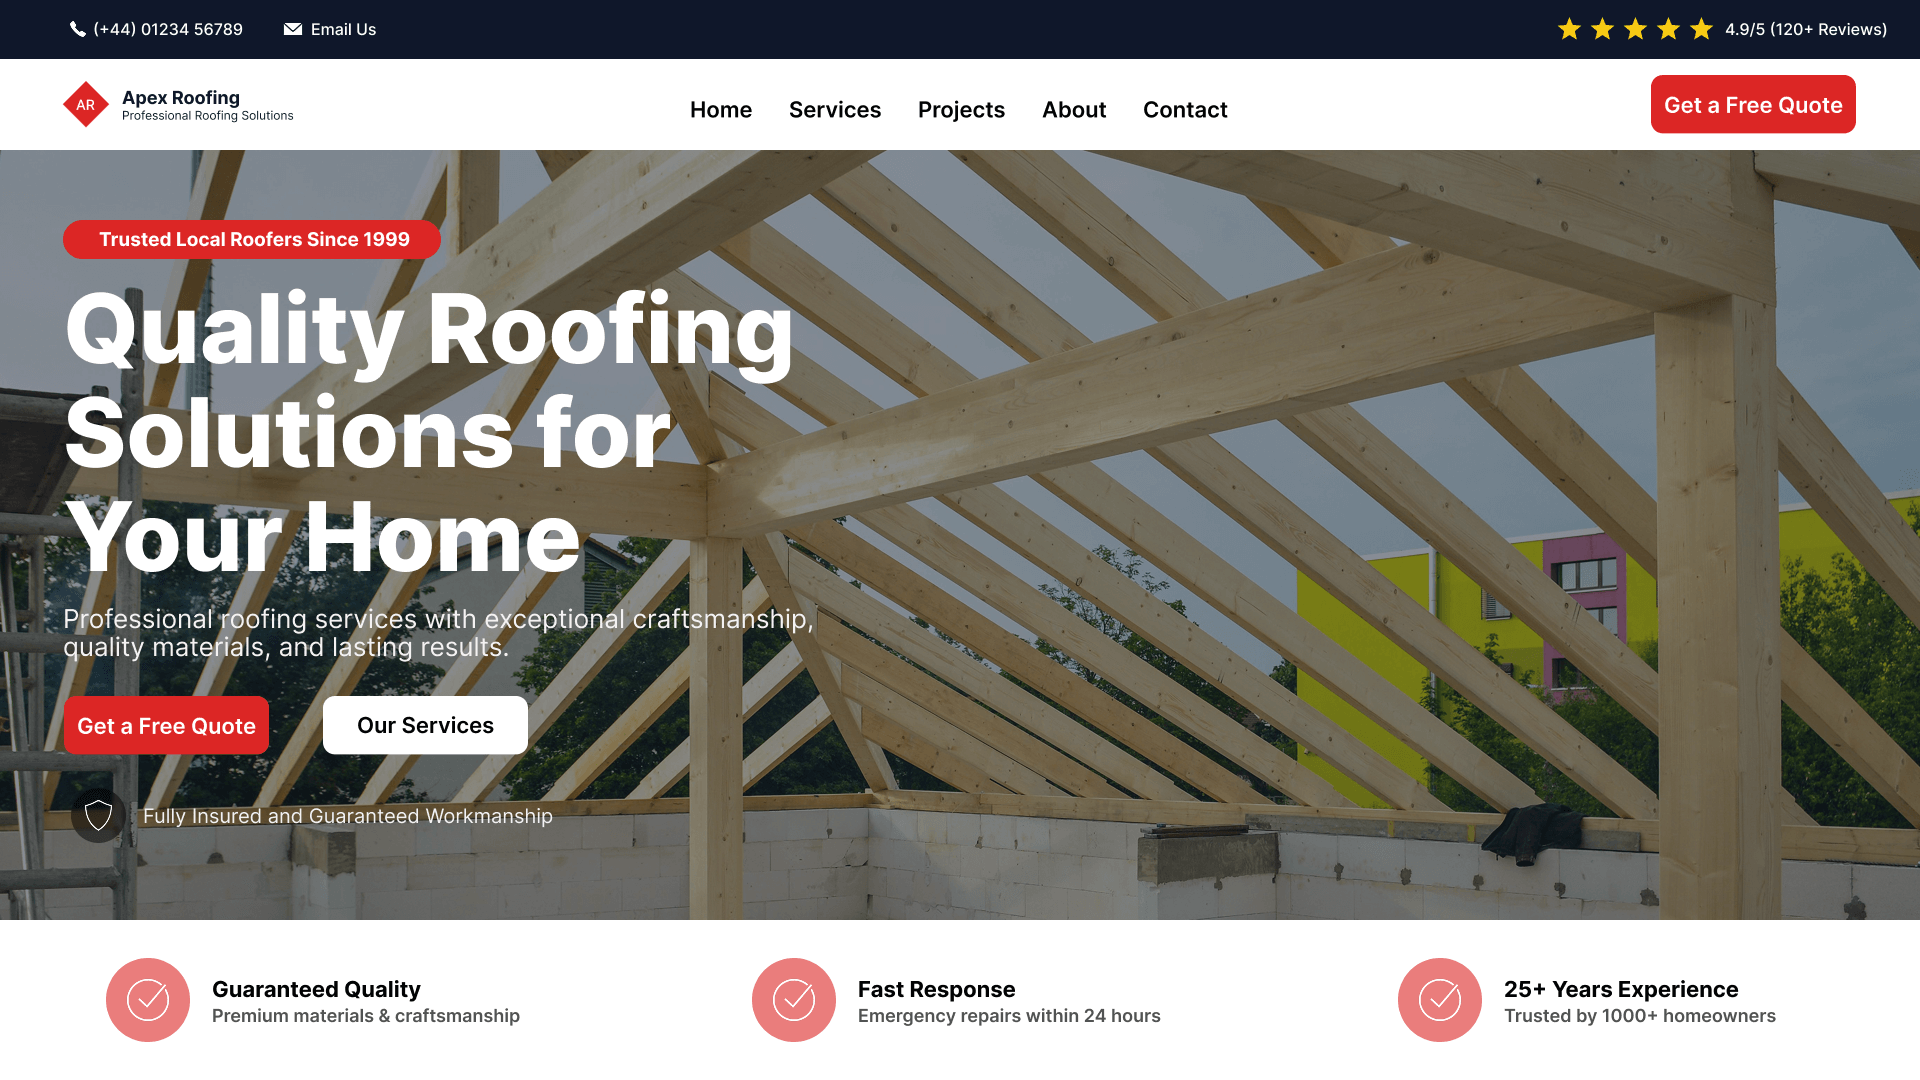 (+44) 01234 56789
Email Us
4.9/5 (120+ Reviews)
AR
Apex Roofing
Professional Roofing Solutions
Home
Services
Projects
About
Contact
Get a Free Quote
Trusted Local Roofers Since 1999
Quality Roofing
Solutions for
Your Home
Professional roofing services with exceptional craftsmanship,
quality materials, and lasting results.
Get a Free Quote
Our Services
Fully Insured and Guaranteed Workmanship
Guaranteed Quality
Premium materials & craftsmanship
Fast Response
Emergency repairs within 24 hours
25+ Years Experience
Trusted by 1000+ homeowners